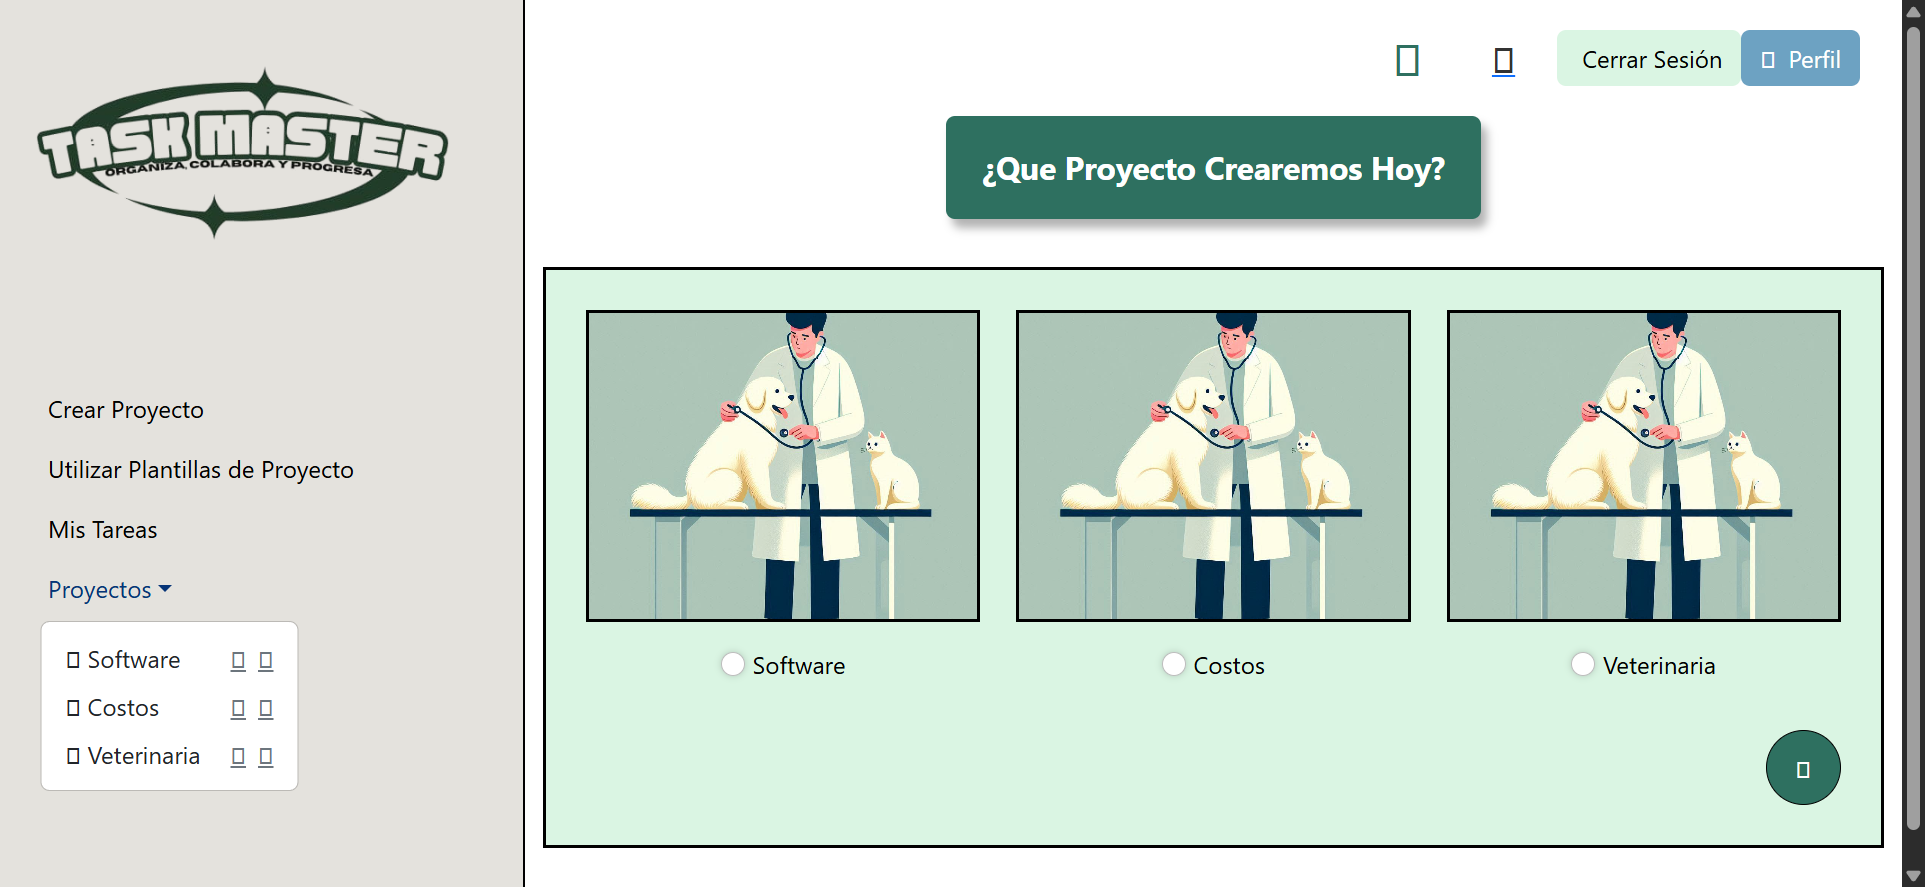 TASK MASTER
ORGANIZA, COLABORA Y PROGRESA
Crear Proyecto
Utilizar Plantillas de Proyecto
Mis Tareas
Proyectos
Software
Costos
Veterinaria
Cerrar Sesión
Perfil
¿Que Proyecto Crearemos Hoy?
Software
Costos
Veterinaria